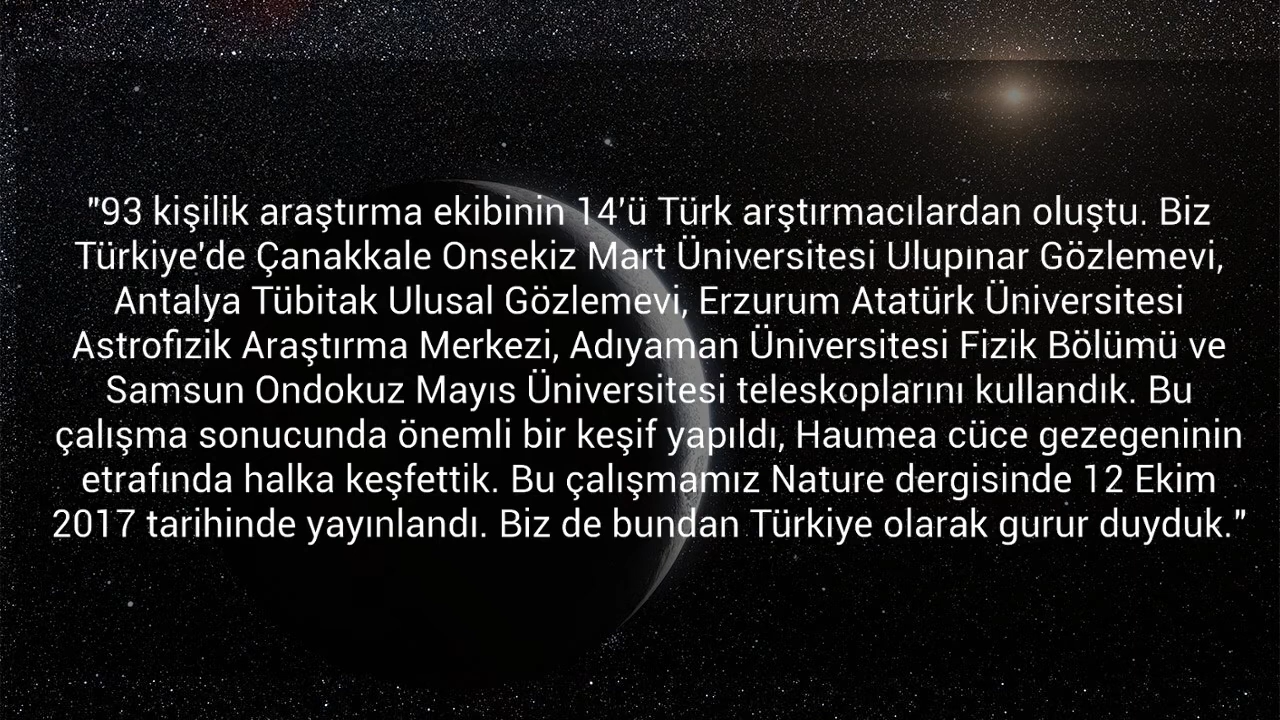 "93 kişilik araştırma ekibinin 14'ü Türk arştırmacılardan oluştu. Biz
Türkiye'de Çanakkale Onsekiz Mart Üniversitesi Ulupınar Gözlemevi,
Antalya Tübitak Ulusal Gözlemevi, Erzurum Atatürk Üniversitesi
Astrofizik Araştırma Merkezi, Adıyaman Üniversitesi Fizik Bölümü ve
Samsun Ondokuz Mayıs Üniversitesi teleskoplarını kullandık. Bu
çalışma sonucunda önemli bir keşif yapıldı, Haumea cüce gezegeninin
etrafında halka keşfettik. Bu çalışmamız Nature dergisinde 12 Ekim
2017 tarihinde yayınlandı. Biz de bundan Türkiye olarak gurur duyduk."